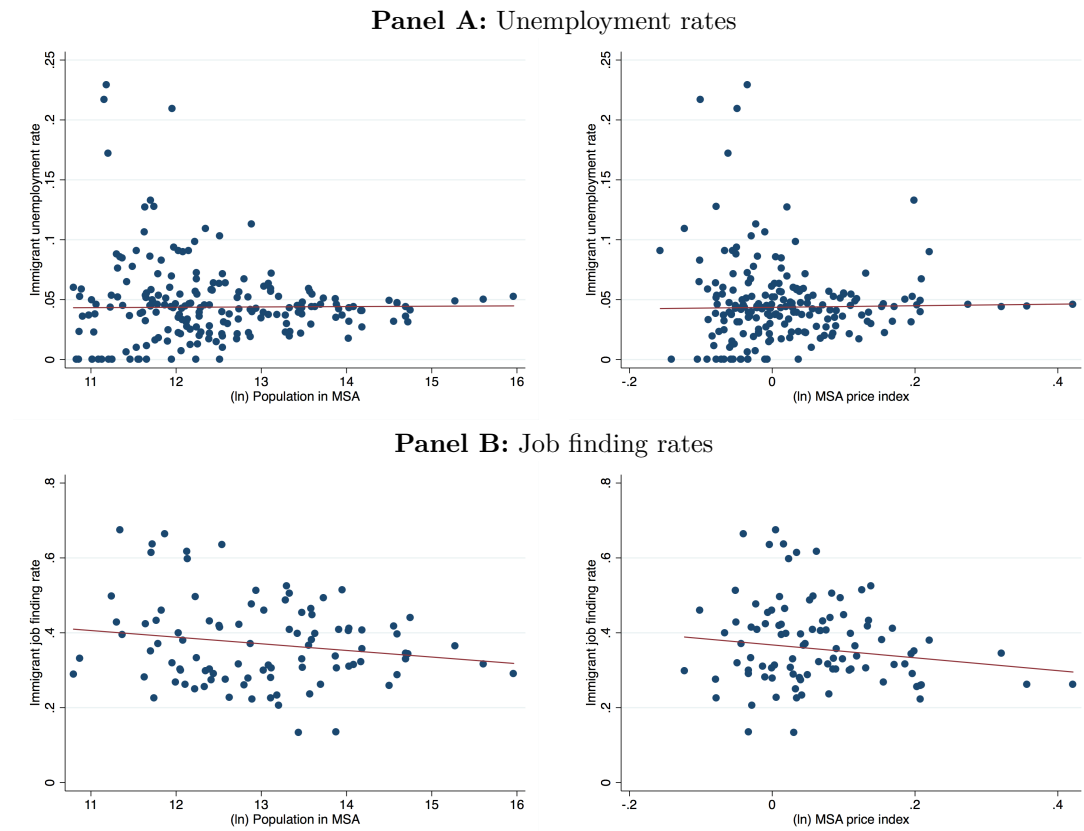 Panel A: Unemployment rates
Immigrant unemployment rate
.25
.2
.15
.1
.05
0
11 12 13 14 15 16
(ln) Population in MSA
Immigrant unemployment rate
.25
.2
.15
.1
.05
0
-.2 0 .2 .4
(ln) MSA price index
Panel B: Job finding rates
Immigrant job finding rate
.8
.6
.4
.2
0
11 12 13 14 15 16
(ln) Population in MSA
Immigrant job finding rate
.8
.6
.4
.2
0
-.2 0 .2 .4
(ln) MSA price index